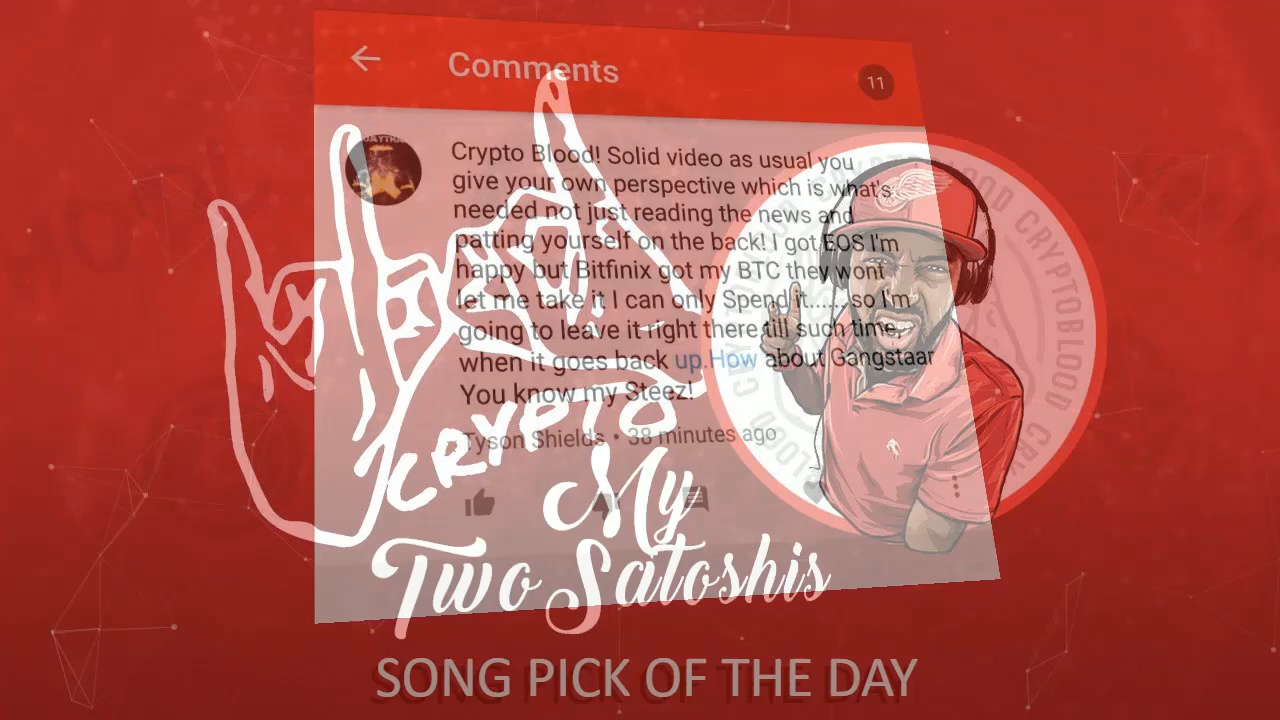 Comments
11
Crypto Blood! Solid video as usual you
give your own perspective which is what's
needed not just reading the news and
patting yourself on the back! I got EOS I'm
happy but Bitfinix got my BTC they wont
let me take it I can only Spend it......so I'm
going to leave it right there till such time,
when it goes back up.How about Gangstaar
You know my Steez!
Tyson Shields • 38 minutes ago
CRYPTO
My
Two Satoshis
SONG PICK OF THE DAY
CRYPTOBLOOD